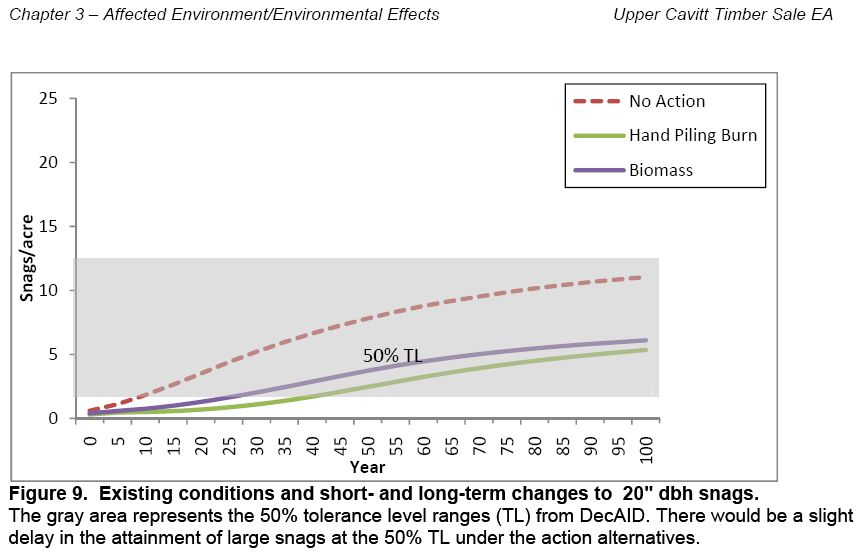 Chapter 3 – Affected Environment/Environmental Effects Upper Cavitt Timber Sale EA
No Action
Hand Piling Burn
Biomass
25
20
15
10
5
0
Snags/acre
50% TL
0 5 10 15 20 25 30 35 40 45 50 55 60 65 70 75 80 85 90 95 100
Year
Figure 9. Existing conditions and short- and long-term changes to 20" dbh snags.
The gray area represents the 50% tolerance level ranges (TL) from DecAID. There would be a slight
delay in the attainment of large snags at the 50% TL under the action alternatives.